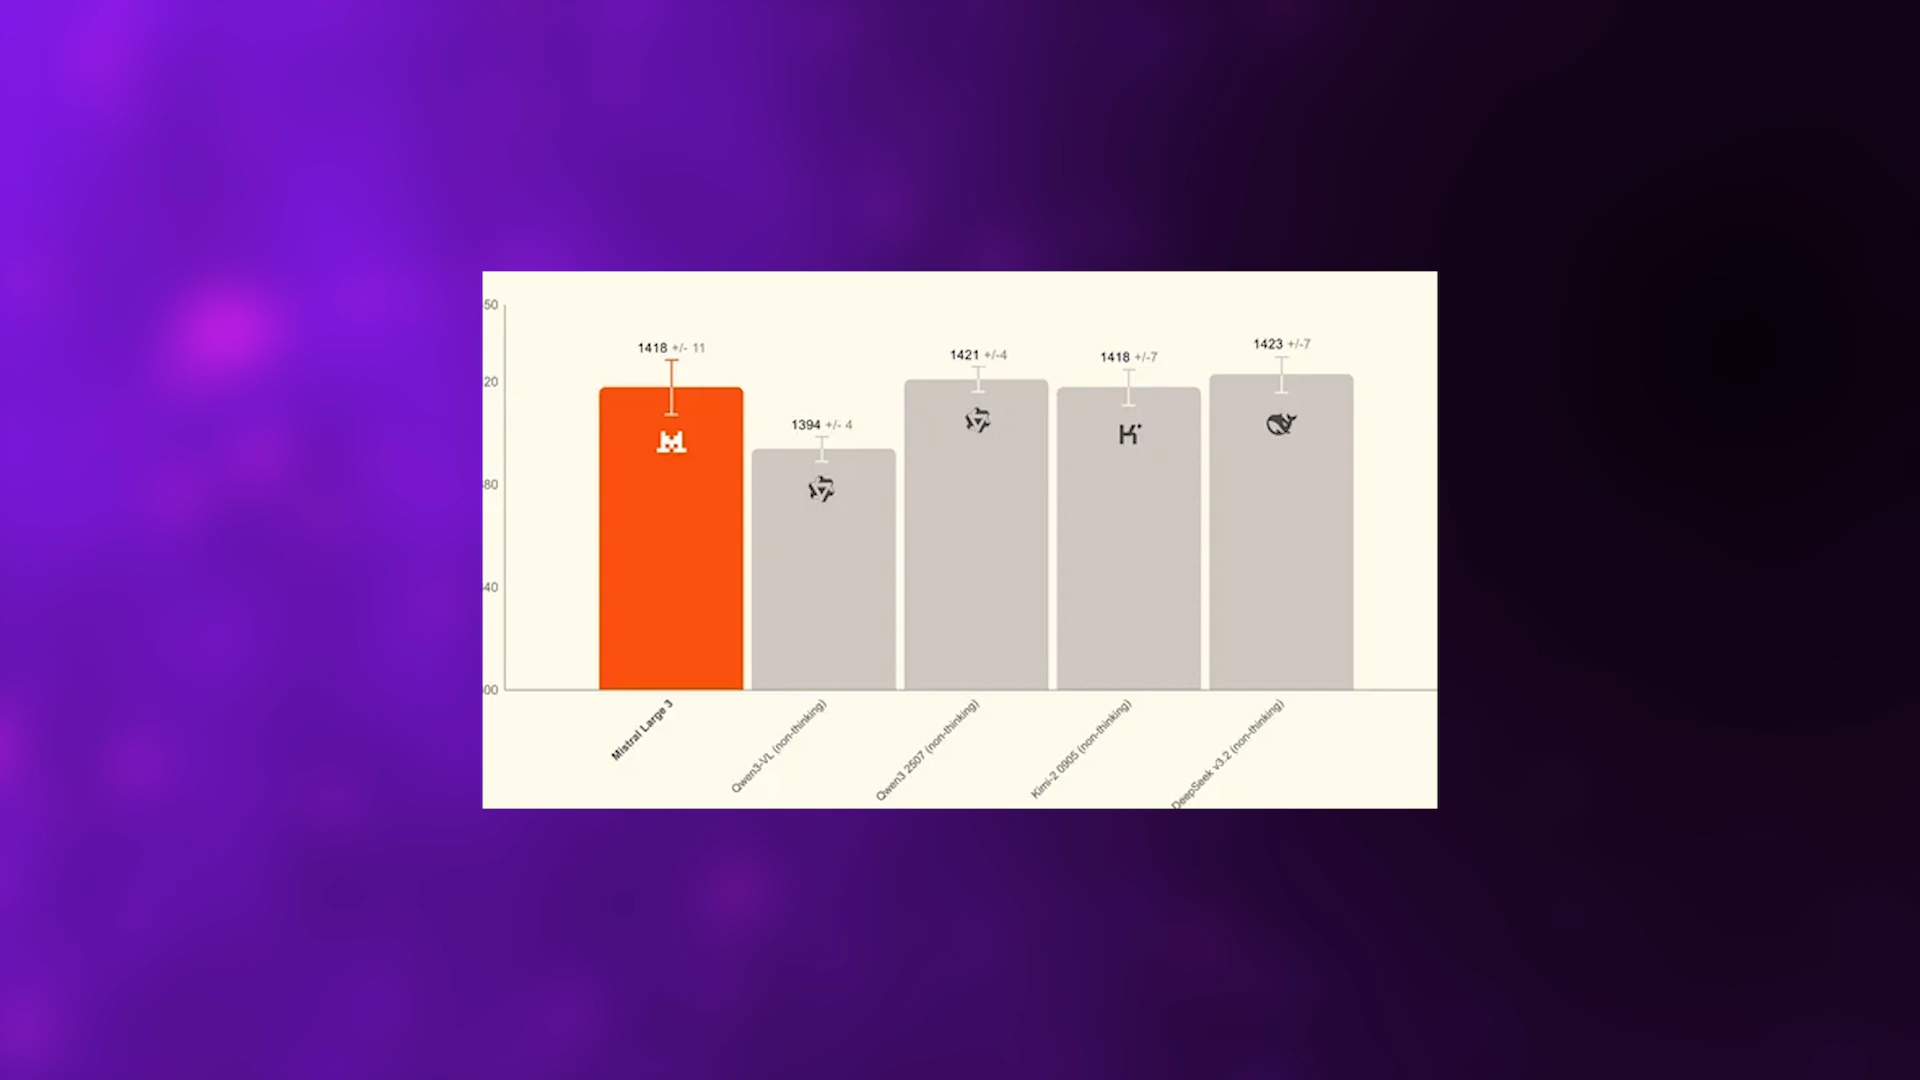 50
20
80
40
00
1418 +/- 11
1394 +/- 4
1421 +/-4
1418 +/-7
1423 +/-7
Mistral Large 3
Qwen3-VL (non-thinking)
Qwen3 2507 (non-thinking)
Kimi-2 0905 (non-thinking)
DeepSeek v3.2 (non-thinking)